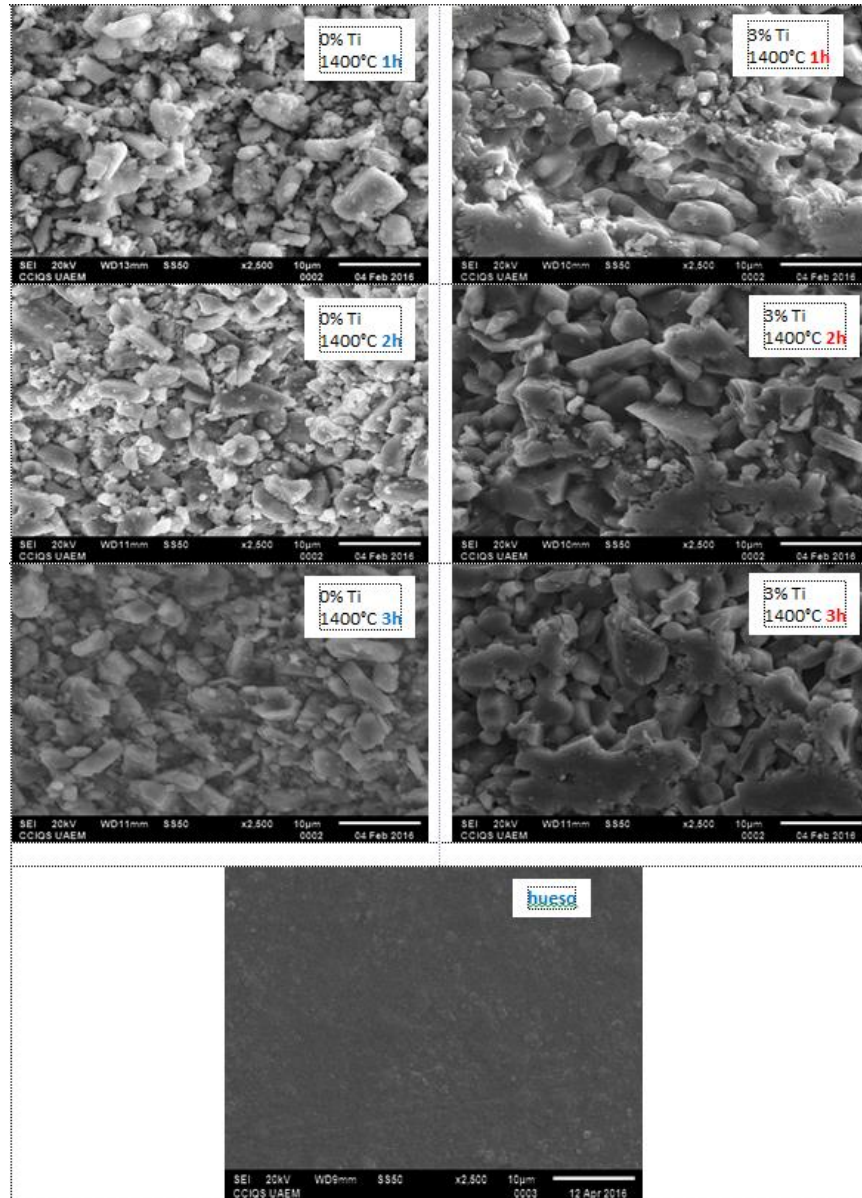 0% Ti
1400°C 1h
SEI 20kV WD13mm SS50 x2,500 10µm
CCIQS UAEM 0002 04 Feb 2016
3% Ti
1400°C 1h
SEI 20kV WD10mm SS50 x2,500 10µm
CCIQS UAEM 0002 04 Feb 2016
0% Ti
1400°C 2h
SEI 20kV WD11mm SS50 x2,500 10µm
CCIQS UAEM 0002 04 Feb 2016
3% Ti
1400°C 2h
SEI 20kV WD10mm SS50 x2,500 10µm
CCIQS UAEM 0002 04 Feb 2016
0% Ti
1400°C 3h
SEI 20kV WD11mm SS50 x2,500 10µm
CCIQS UAEM 0002 04 Feb 2016
3% Ti
1400°C 3h
SEI 20kV WD11mm SS50 x2,500 10µm
CCIQS UAEM 0002 04 Feb 2016
hueso
SEI 20kV WD9mm SS50 x2,500 10µm
CCIQS UAEM 0003 12 Apr 2016